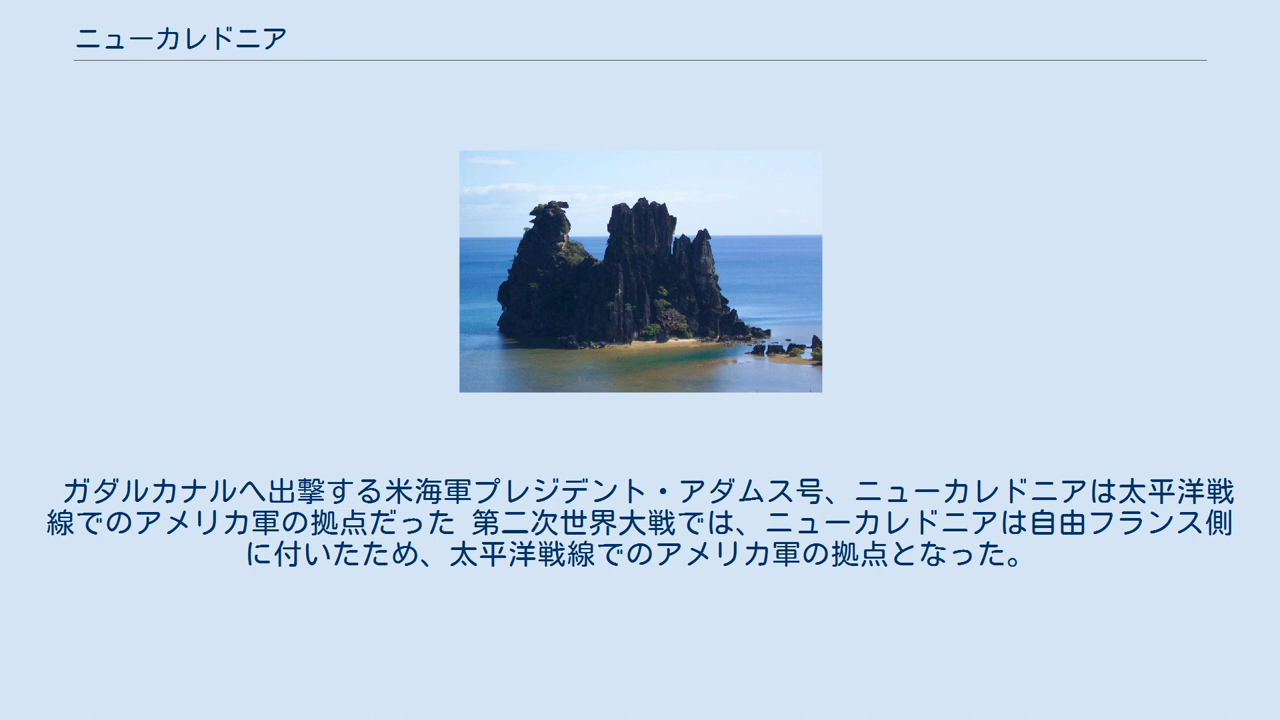 ニューカレドニア
ガダルカナルへ出撃する米海軍プレジデント・アダムス号、ニューカレドニアは太平洋戦
線でのアメリカ軍の拠点だった 第二次世界大戦では、ニューカレドニアは自由フランス側
に付いたため、太平洋戦線でのアメリカ軍の拠点となった。